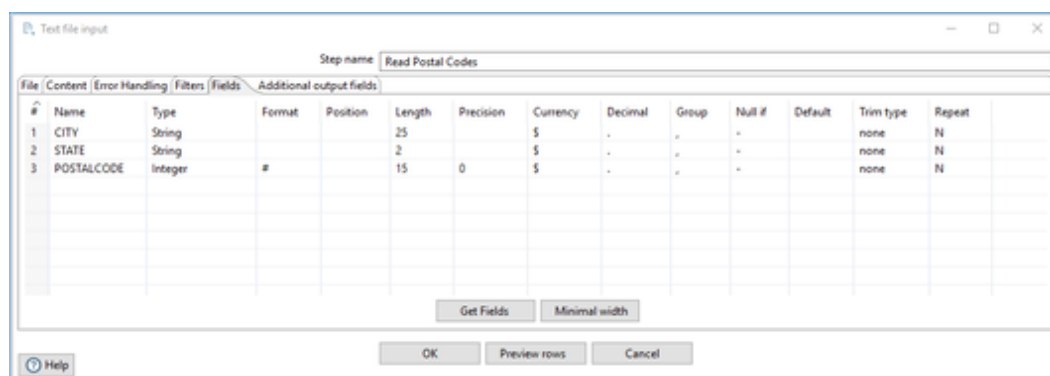 Text file input
Step name Read Postal Codes
File Content Error Handling Filters Fields Additional output fields
# Name Type Format Position Length Precision Currency Decimal Group Null if Default Trim type Repeat
1 CITY String 25 $ . , - none N
2 STATE String 2 $ . , - none N
3 POSTALCODE Integer # 15 0 $ . , - none N
Get Fields Minimal width
OK Preview rows Cancel
? Help